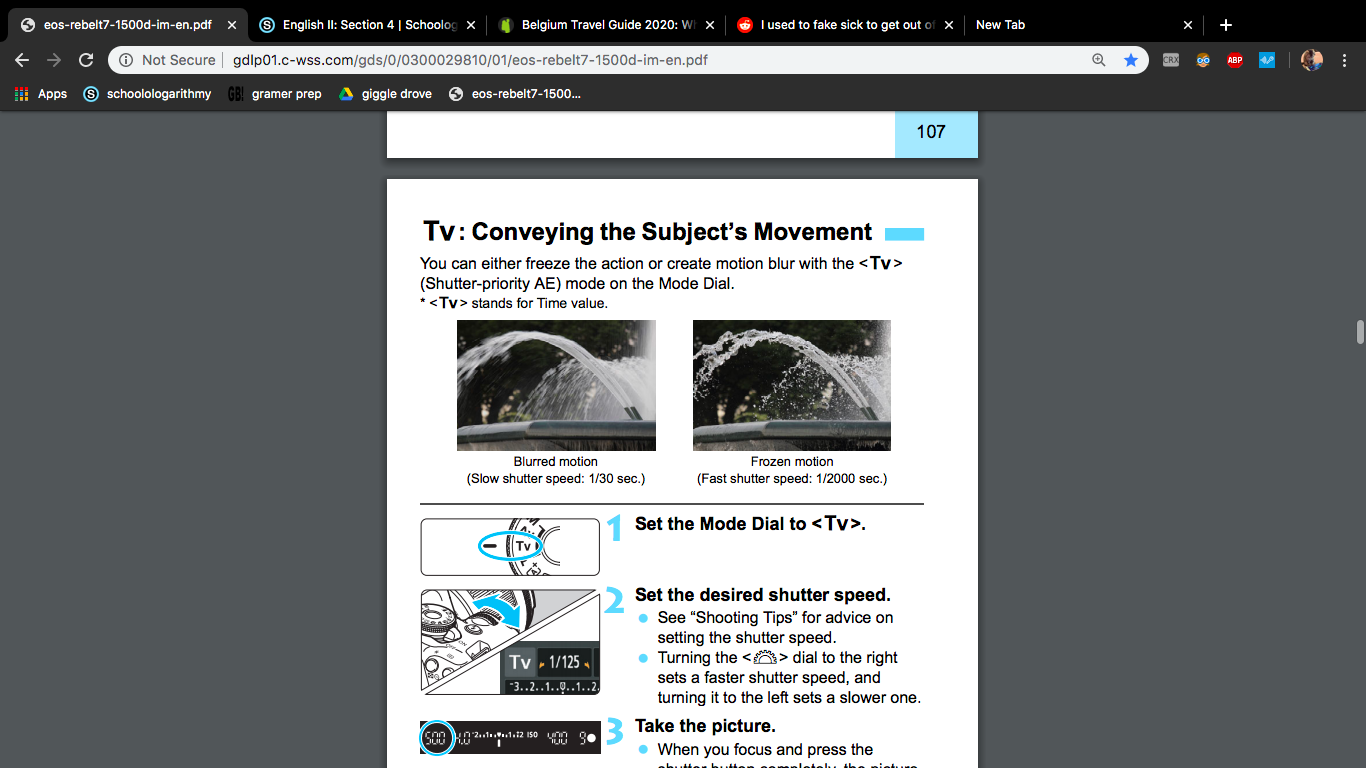 eos-rebelt7-1500d-im-en.pdf
English II: Section 4 | Schoolog
Belgium Travel Guide 2020: W
I used to fake sick to get out of
New Tab
Not Secure | gdlp01.c-wss.com/gds/0/0300029810/01/eos-rebelt7-1500d-im-en.pdf
CRX
ABP
Apps
schoolologarithmy
GB!
gramer prep
giggle drove
eos-rebelt7-1500...
107
Tv : Conveying the Subject's Movement
You can either freeze the action or create motion blur with the <Tv>
(Shutter-priority AE) mode on the Mode Dial.
* <Tv> stands for Time value.
Blurred motion
(Slow shutter speed: 1/30 sec.)
Frozen motion
(Fast shutter speed: 1/2000 sec.)
Tv
1 Set the Mode Dial to <Tv>.
2 Set the desired shutter speed.
See “Shooting Tips” for advice on
setting the shutter speed.
Turning the < > dial to the right
sets a faster shutter speed, and
turning it to the left sets a slower one.
Tv 1/125
-3..2..1..0..1..2.
500 4.0 ISO 400 9
3 Take the picture.
When you focus and press the
shutter button completely, the picture